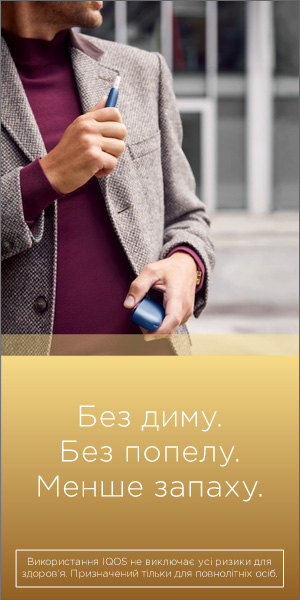 Без диму.
Без попелу.
Менше запаху.
Використання IQOS не виключає усі ризики для
здоров'я. Призначений тільки для повнолітніх осіб.